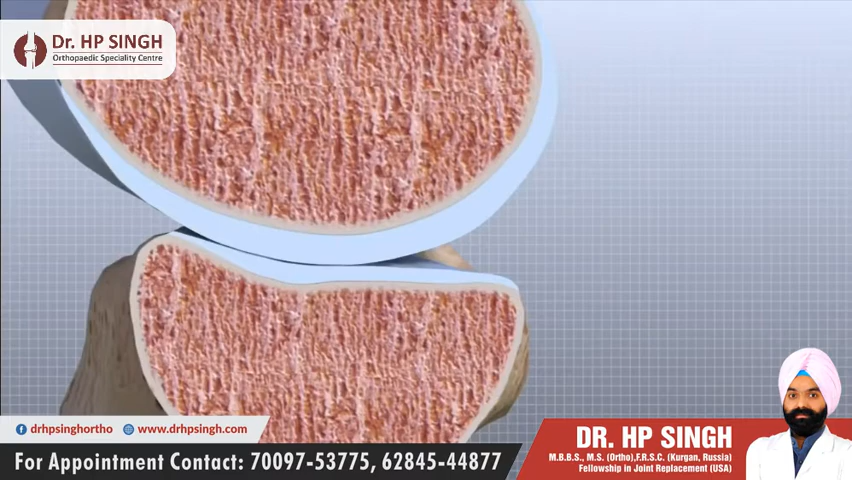 Dr. HP SINGH
Orthopaedic Speciality Centre
drhpsinghortho www.drhpsingh.com
For Appointment Contact: 70097-53775, 62845-44877
DR. HP SINGH
M.B.B.S., M.S. (Ortho),F.R.S.C. (Kurgan, Russia)
Fellowship in Joint Replacement (USA)